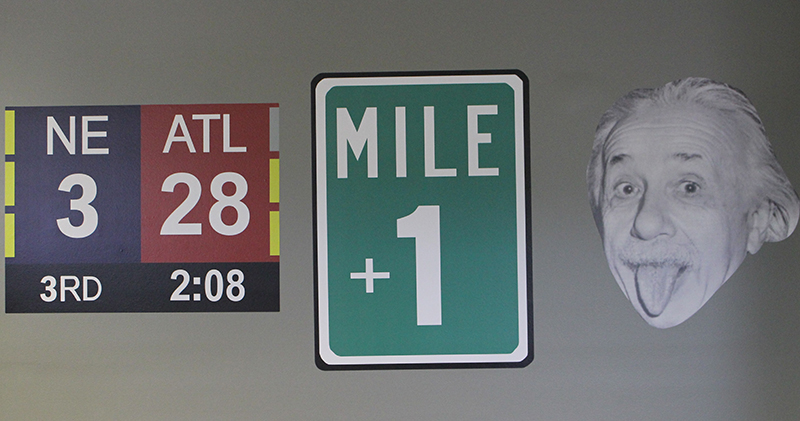 NE ATL
3 28
3RD 2:08
MILE
+1